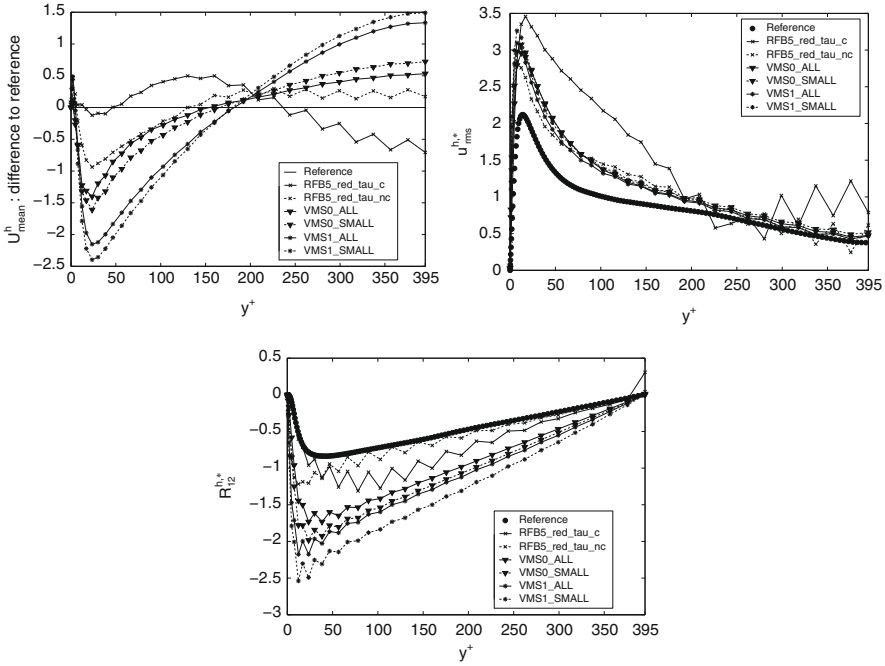 1.5
1
0.5
0
−0.5
−1
−1.5
−2
−2.5
0 50 100 150 200 250 300 350 395
U^h_mean : difference to reference
y+
Reference
RFB5_red_tau_c
RFB5_red_tau_nc
VMS0_ALL
VMS0_SMALL
VMS1_ALL
VMS1_SMALL
3.5
3
2.5
2
1.5
1
0.5
0
0 50 100 150 200 250 300 350 395
u^h,*_rms
y+
Reference
RFB5_red_tau_c
RFB5_red_tau_nc
VMS0_ALL
VMS0_SMALL
VMS1_ALL
VMS1_SMALL
0.5
0
−0.5
−1
−1.5
−2
−2.5
−3
0 50 100 150 200 250 300 350 395
R^h,*_12
y+
Reference
RFB5_red_tau_c
RFB5_red_tau_nc
VMS0_ALL
VMS0_SMALL
VMS1_ALL
VMS1_SMALL